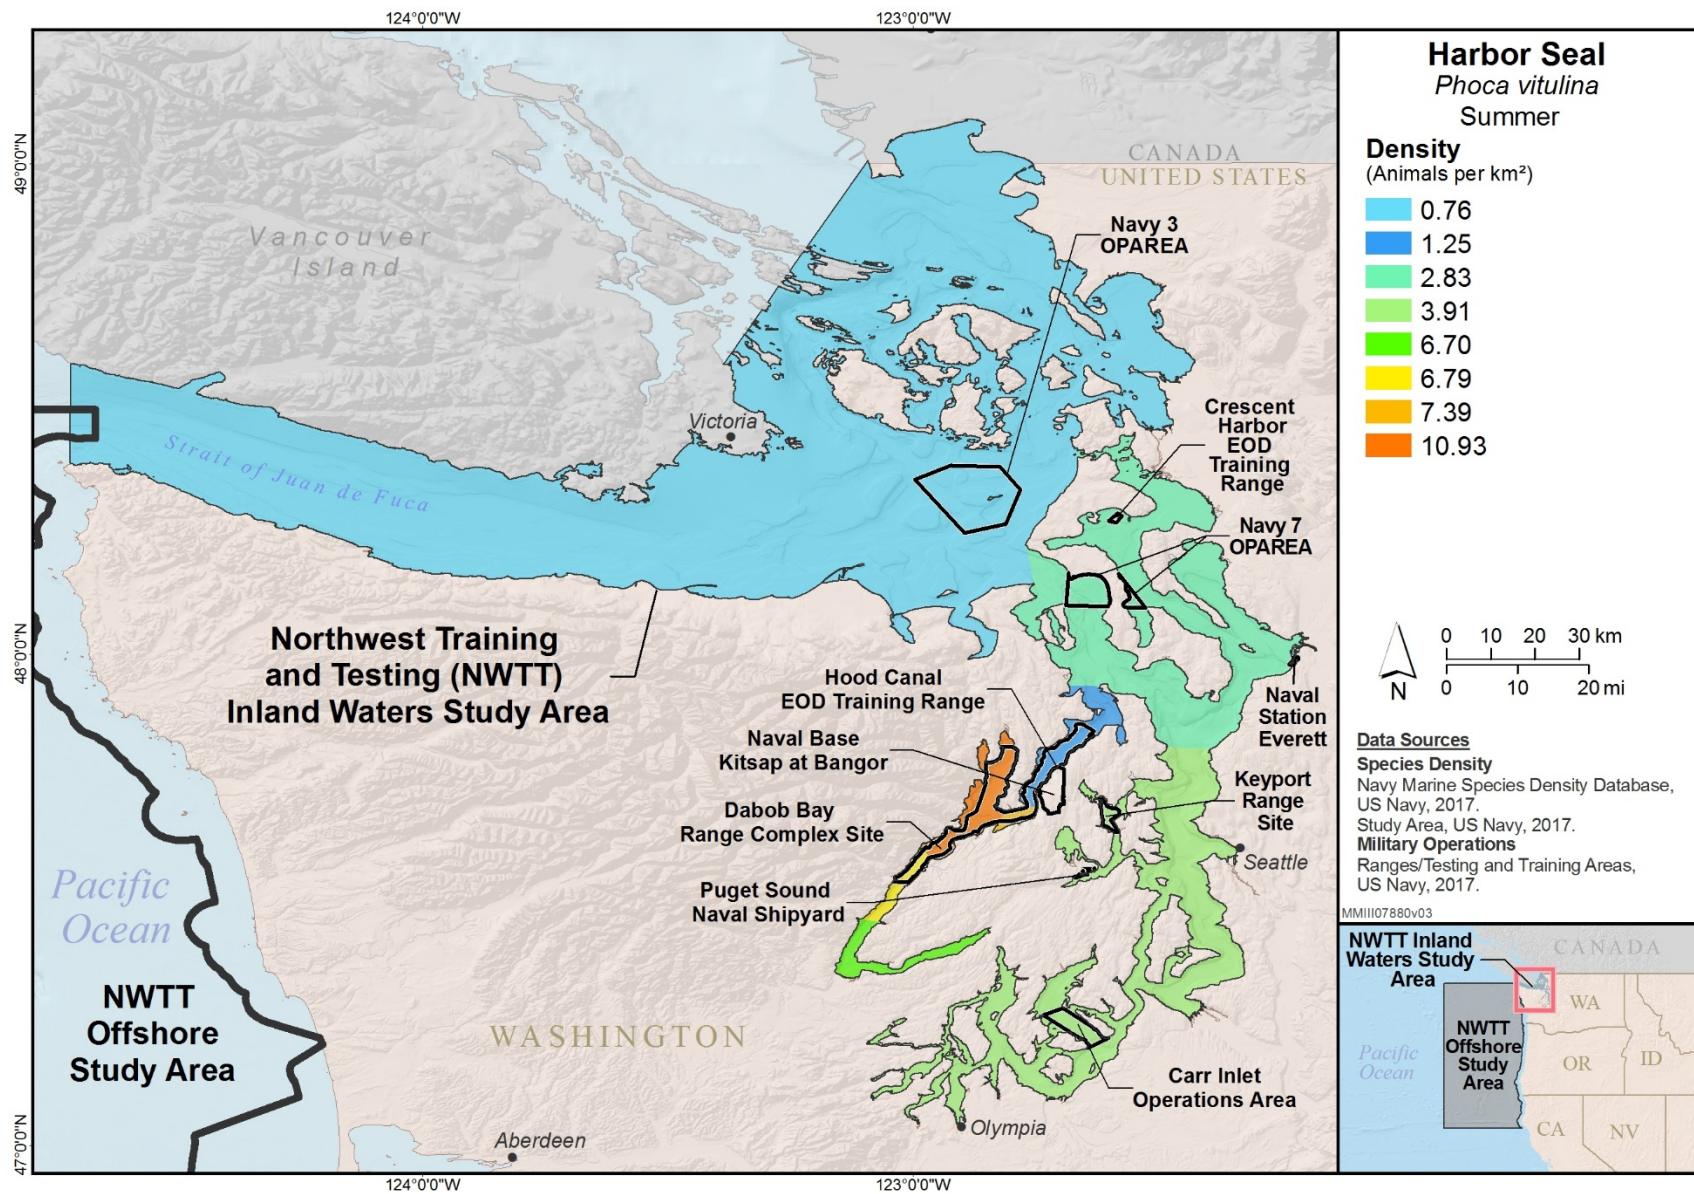 124°0'0"W
123°0'0"W
49°0'0"N
48°0'0"N
47°0'0"N
124°0'0"W
123°0'0"W
CANADA
UNITED STATES
Vancouver
Island
Victoria
Strait of Juan de Fuca
Navy 3
OPAREA
Crescent
Harbor
EOD
Training
Range
Navy 7
OPAREA
Northwest Training
and Testing (NWTT)
Inland Waters Study Area
Hood Canal
EOD Training Range
Naval Base
Kitsap at Bangor
Dabob Bay
Range Complex Site
Puget Sound
Naval Shipyard
Naval
Station
Everett
Keyport
Range
Site
Seattle
Pacific
Ocean
NWTT
Offshore
Study Area
WASHINGTON
Carr Inlet
Operations Area
Olympia
Aberdeen
Harbor Seal
Phoca vitulina
Summer
Density
(Animals per km²)
0.76
1.25
2.83
3.91
6.70
6.79
7.39
10.93
N
0 10 20 30 km
0 10 20 mi
Data Sources
Species Density
Navy Marine Species Density Database,
US Navy, 2017.
Study Area, US Navy, 2017.
Military Operations
Ranges/Testing and Training Areas,
US Navy, 2017.
MMIII07880v03
NWTT Inland
Waters Study
Area
CANADA
WA
NWTT
Offshore
Study
Area
Pacific
Ocean
OR
ID
CA
NV